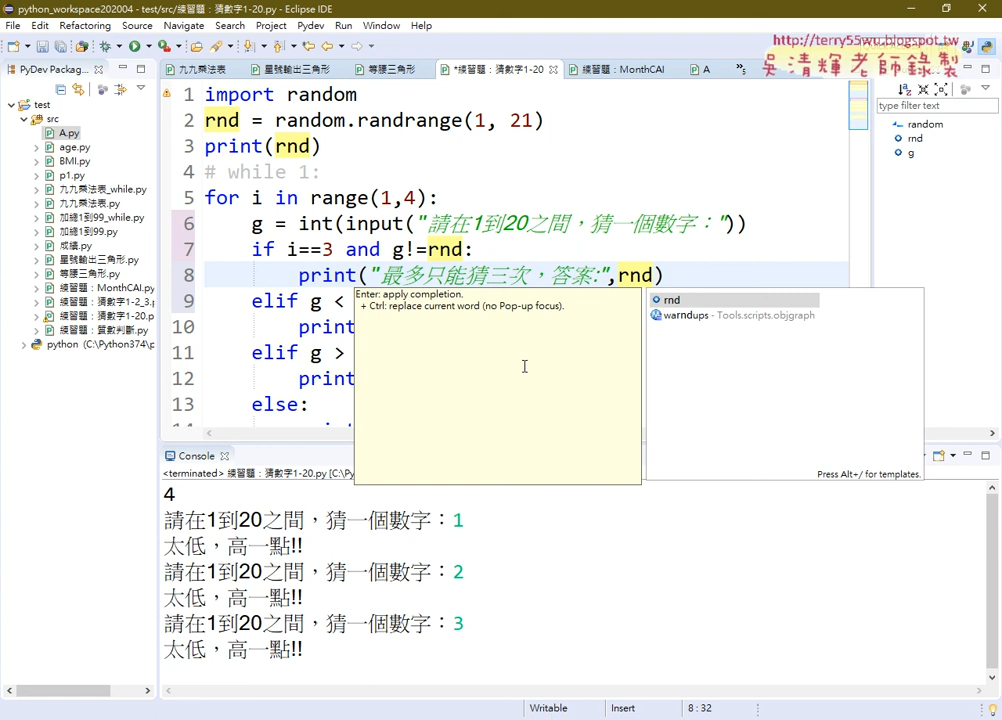 python_workspace202004 - test/src/練習題：猜數字1-20.py - Eclipse IDE
File Edit Refactoring Source Navigate Search Project Pydev Run Window Help
http://terry55wu.blogspot.tw
吳清輝老師錄製
PyDev Packag...
九九乘法表
星號輸出三角形
等腰三角形
*練習題：猜數字1-20
練習題：MonthCAl
A
»5
test
src
A.py
age.py
BMI.py
p1.py
九九乘法表_while.py
九九乘法表.py
加總1到99_while.py
加總1到99.py
成績.py
星號輸出三角形.py
等腰三角形.py
練習題：MonthCAl.py
練習題：猜數字1-2_3.p
練習題：猜數字1-20.p
練習題：質數判斷.py
python (C:\Python374\p
1 import random
2 rnd = random.randrange(1, 21)
3 print(rnd)
4 # while 1:
5 for i in range(1,4):
6 g = int(input("請在1到20之間，猜一個數字："))
7 if i==3 and g!=rnd:
8 print("最多只能猜三次，答案:",rnd)
9 elif g <
10 print
11 elif g >
12 print
13 else:
Enter: apply completion.
+ Ctrl: replace current word (no Pop-up focus).
rnd
warndups - Tools.scripts.objgraph
Press Alt+/ for templates.
type filter text
random
rnd
g
Console
<terminated> 練習題：猜數字1-20.py [C:\Py
4
請在1到20之間，猜一個數字：1
太低，高一點!!
請在1到20之間，猜一個數字：2
太低，高一點!!
請在1到20之間，猜一個數字：3
太低，高一點!!
Writable
Insert
8 : 32